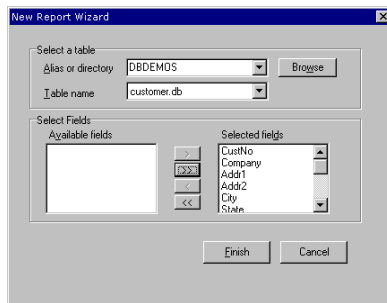 New Report Wizard
Select a table
Alias or directory
DBDEMOS
Browse
Table name
customer.db
Select Fields
Available fields
Selected fields
>
>>
<
<<
CustNo
Company
Addr1
Addr2
City
State
Finish
Cancel